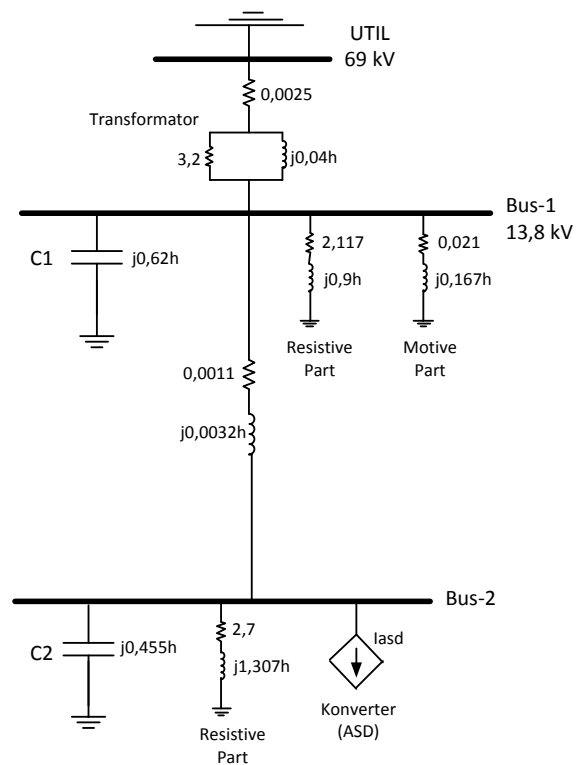 UTIL
69 kV
0,0025
Transformator
3,2
j0,04h
Bus-1
13,8 kV
C1
j0,62h
2,117
j0,9h
0,021
j0,167h
Resistive
Part
Motive
Part
0,0011
j0,0032h
Bus-2
C2
j0,455h
2,7
j1,307h
Iasd
Resistive
Part
Konverter
(ASD)